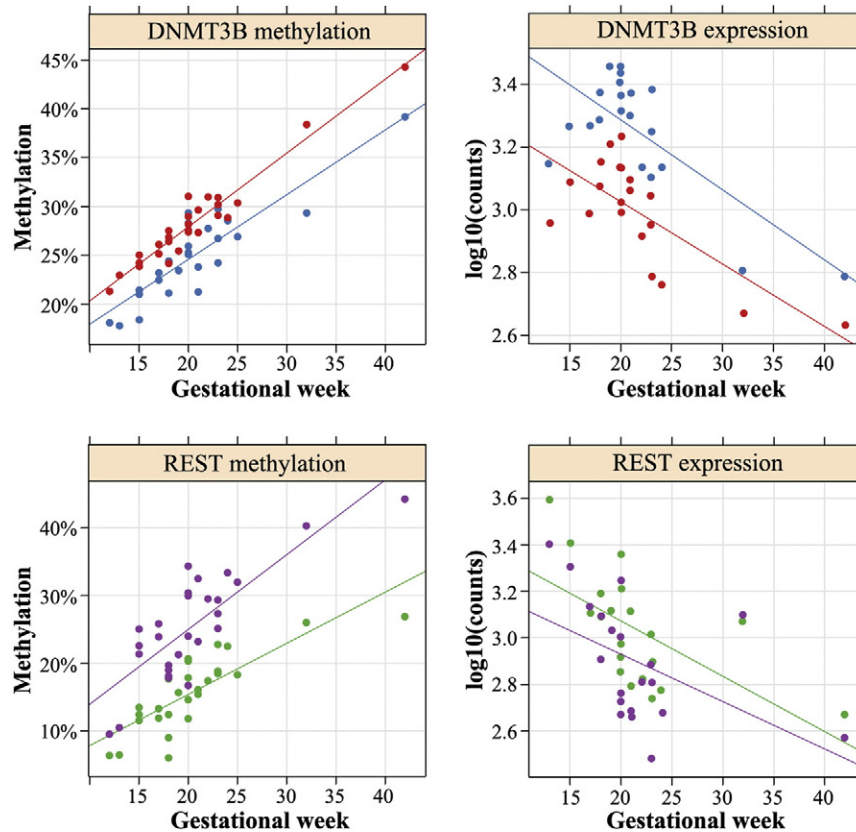 DNMT3B methylation
45%
40%
35%
30%
25%
20%
Methylation
15 20 25 30 35 40
Gestational week
DNMT3B expression
3.4
3.2
3.0
2.8
2.6
log10(counts)
15 20 25 30 35 40
Gestational week
REST methylation
40%
30%
20%
10%
Methylation
15 20 25 30 35 40
Gestational week
REST expression
3.6
3.4
3.2
3.0
2.8
2.6
log10(counts)
15 20 25 30 35 40
Gestational week